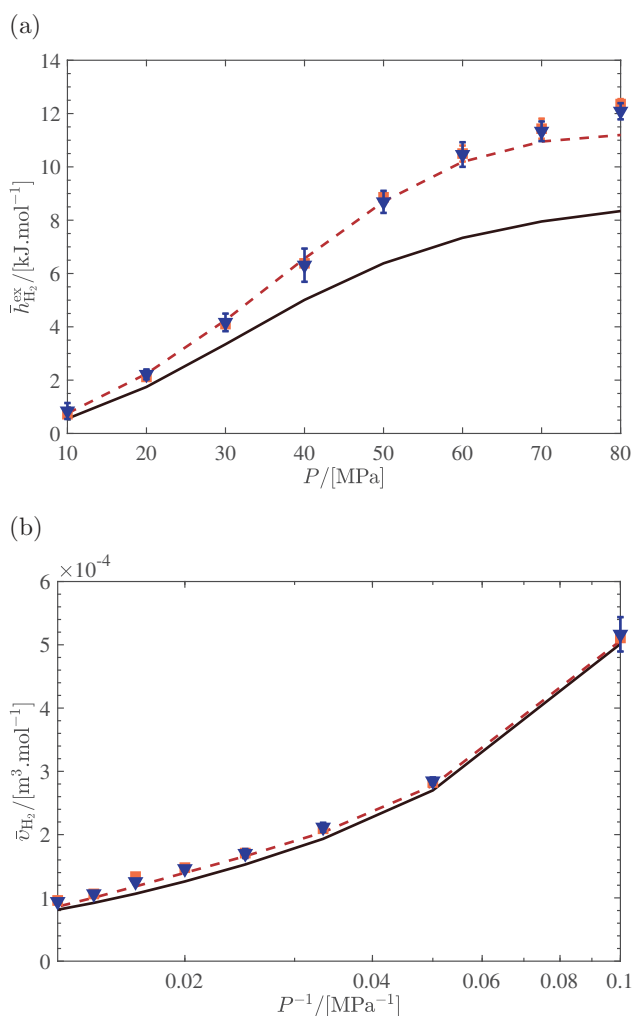 (a)
14
12
10
8
6
4
2
0
h̄ᵉˣ_H₂/[kJ.mol⁻¹]
10 20 30 40 50 60 70 80
P/[MPa]
(b)
×10⁻⁴
6
5
4
3
2
1
0
v̄_H₂/[m³.mol⁻¹]
0.02 0.04 0.06 0.08 0.1
P⁻¹/[MPa⁻¹]